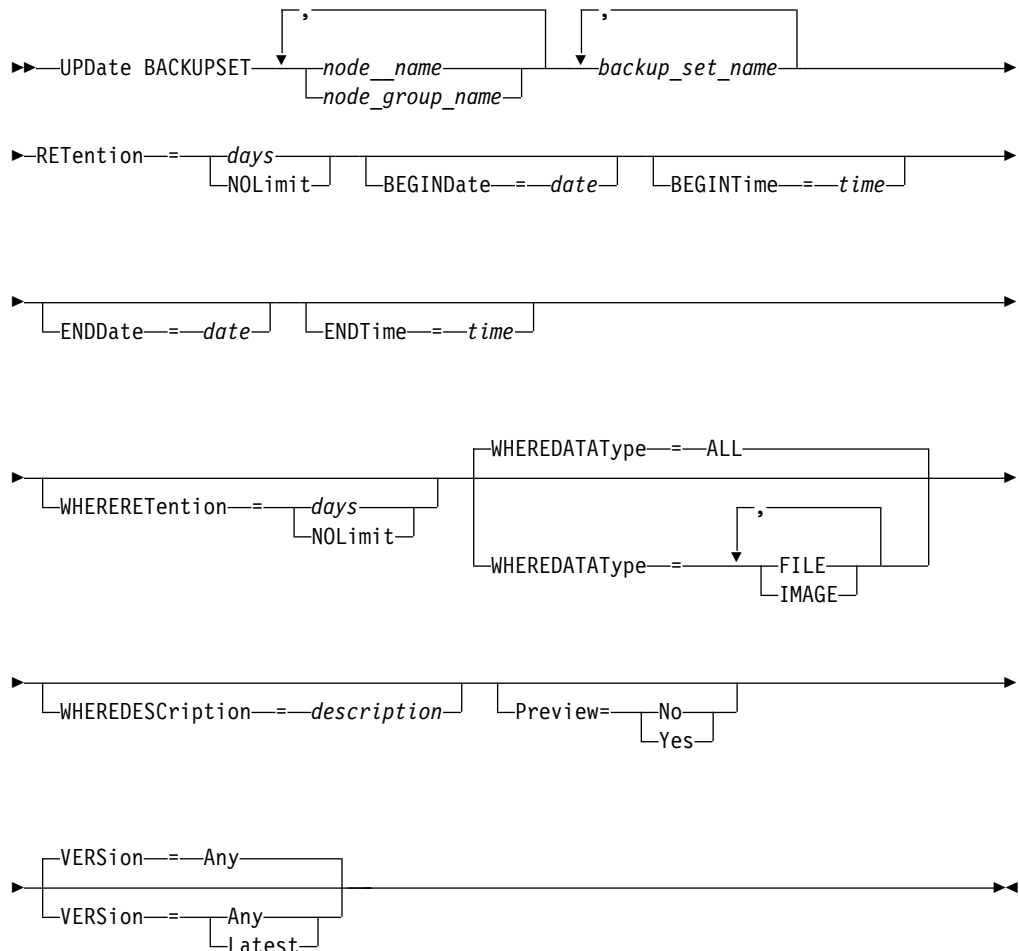 , ,
UPDate BACKUPSET node__name backup_set_name
node_group_name
RETention = days
NOLimit BEGINDate = date BEGINTime = time
ENDDate = date ENDTime = time
WHEREDATAType = ALL
WHERERETention = days
NOLimit ,
WHEREDATAType = FILE
IMAGE
WHEREDESCription = description Preview= No
Yes
VERSion = Any
VERSion = Any
Latest